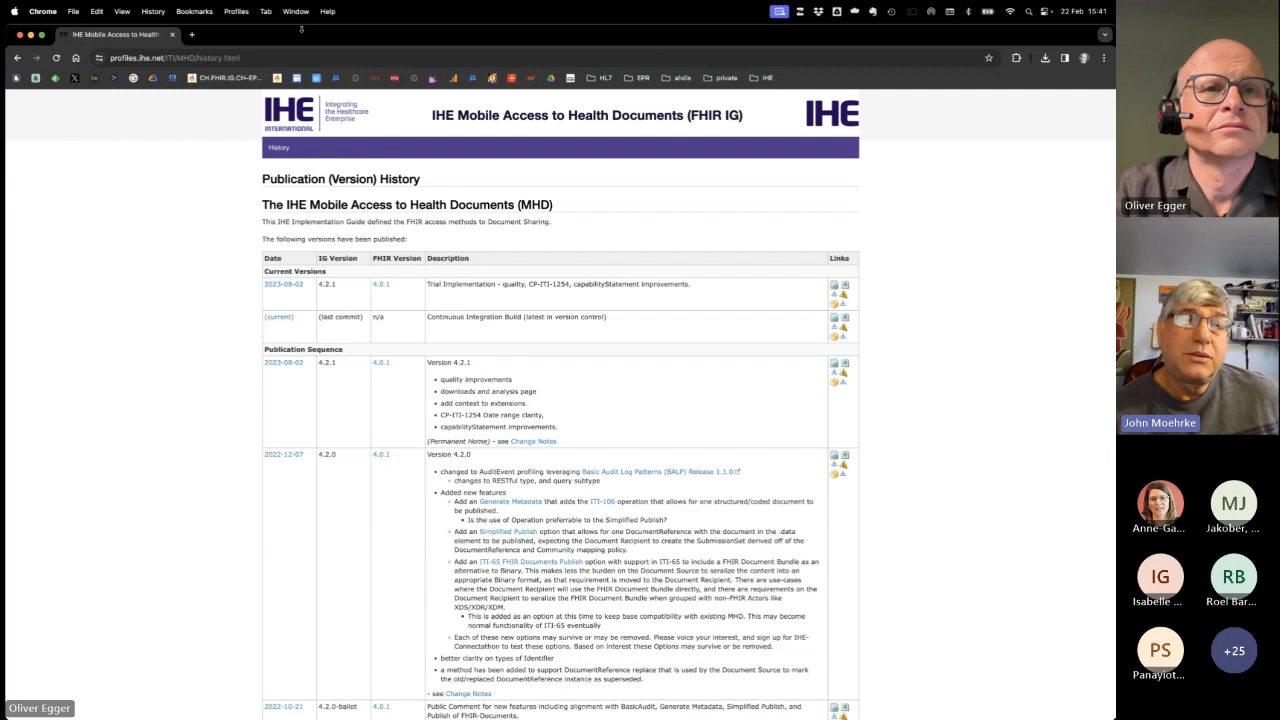 Chrome File Edit View History Bookmarks Profiles Tab Window Help
22 Feb 15:41
IHE Mobile Access to Health
profiles.ihe.net/ITI/MHD/history.html
CH.FHIR.IG.CH-EP...
HL7
EPR
ahdis
private
IHE
IHE
INTERNATIONAL
Integrating
the Healthcare
Enterprise
IHE Mobile Access to Health Documents (FHIR IG)
IHE
History
Publication (Version) History
The IHE Mobile Access to Health Documents (MHD)
This IHE Implementation Guide defined the FHIR access methods to Document Sharing.
The following versions have been published:
Date IG Version FHIR Version Description Links
Current Versions
2023-08-02 4.2.1 4.0.1 Trial Implementation - quality, CP-ITI-1254, capabilityStatement improvements.
(current) (last commit) n/a Continuous Integration Build (latest in version control)
Publication Sequence
2023-08-02 4.2.1 4.0.1 Version 4.2.1
• quality improvements
• downloads and analysis page
• add context to extensions
• CP-ITI-1254 Date range clarity,
• capabilityStatement improvements.
(Permanent Home) - see Change Notes
2022-12-07 4.2.0 4.0.1 Version 4.2.0
• changed to AuditEvent profiling leveraging Basic Audit Log Patterns (BALP) Release 1.1.0
◦ changes to RESTful type, and query subtype
• Added new features
◦ Add an Generate Metadata that adds the ITI-106 operation that allows for one structured/coded document to
be published.
▪ Is the use of Operation preferrable to the Simplified Publish?
◦ Add an Simplified Publish option that allows for one DocumentReference with the document in the .data
element to be published, expecting the Document Recipient to create the SubmissionSet derived off of the
DocumentReference and Community mapping policy.
◦ Add an ITI-65 FHIR Documents Publish option with support in ITI-65 to include a FHIR Document Bundle as an
alternative to Binary. This makes less the burden on the Document Source to seralize the content into an
appropriate Binary format, as that requirement is moved to the Document Recipient. There are use-cases
where the Document Recipient will use the FHIR Document Bundle directly, and there are requirements on the
Document Recipient to seralize the FHIR Document Bundle when grouped with non-FHIR Actors like
XDS/XDR/XDM.
▪ This is added as an option at this time to keep base compatibility with existing MHD. This may become
normal functionality of ITI-65 eventually
◦ Each of these new options may survive or may be removed. Please voice your interest, and sign up for IHE-
Connectathon to test these options. Based on interest these Options may survive or be removed.
• better clarity on types of Identifier
• a method has been added to support DocumentReference replace that is used by the Document Source to mark
the old/replaced DocumentReference instance as superseded.
- see Change Notes
2022-10-21 4.2.0-ballot 4.0.1 Public Comment for new features including alignment with BasicAudit, Generate Metadata, Simplified Publish, and
Publish of FHIR-Documents.
Oliver Egger
Oliver Egger
John Moehrke
MJ
Anne-Ga... Jakober, ...
IG RB
Isabelle ... Roel Bar...
PS +25
Panayiot...